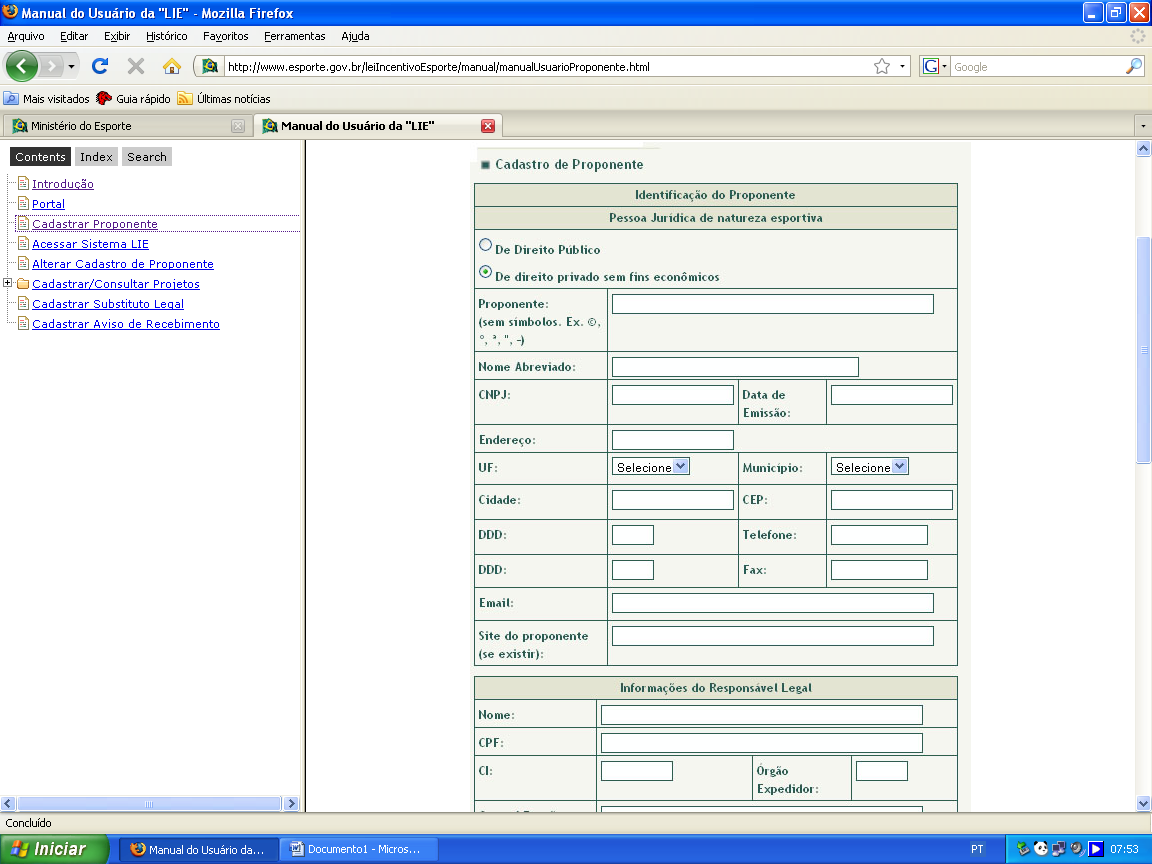 Manual do Usuário da "LIE" - Mozilla Firefox
Arquivo Editar Exibir Histórico Favoritos Ferramentas Ajuda
http://www.esporte.gov.br/leiIncentivoEsporte/manual/manualUsuarioProponente.html
G Google
Mais visitados Guia rápido Últimas notícias
Ministério do Esporte Manual do Usuário da "LIE"
Contents Index Search
Introdução
Portal
Cadastrar Proponente
Acessar Sistema LIE
Alterar Cadastro de Proponente
Cadastrar/Consultar Projetos
Cadastrar Substituto Legal
Cadastrar Aviso de Recebimento
Cadastro de Proponente
Identificação do Proponente
Pessoa Jurídica de natureza esportiva
De Direito Público
De direito privado sem fins econômicos
Proponente:
(sem símbolos. Ex. ©,
°, ª, ", -)
Nome Abreviado:
CNPJ: Data de
Emissão:
Endereço:
UF: Selecione Município: Selecione
Cidade: CEP:
DDD: Telefone:
DDD: Fax:
Email:
Site do proponente
(se existir):
Informações do Responsável Legal
Nome:
CPF:
CI: Órgão
Expedidor:
Concluído
Iniciar Manual do Usuário da... Documento1 - Micros... PT 07:53